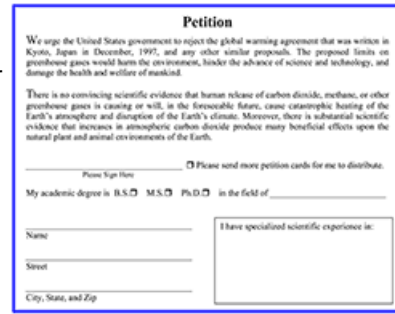 Petition
We urge the United States government to reject the global warming agreement that was written in
Kyoto, Japan in December, 1997, and any other similar proposals. The proposed limits on
greenhouse gases would harm the environment, hinder the advance of science and technology, and
damage the health and welfare of mankind.
There is no convincing scientific evidence that human release of carbon dioxide, methane, or other
greenhouse gases is causing or will, in the foreseeable future, cause catastrophic heating of the
Earth's atmosphere and disruption of the Earth's climate. Moreover, there is substantial scientific
evidence that increases in atmospheric carbon dioxide produce many beneficial effects upon the
natural plant and animal environments of the Earth.
Please send more petition cards for me to distribute.
Please Sign Here
My academic degree is B.S. M.S. Ph.D. in the field of
I have specialized scientific experience in:
Name
Street
City, State, and Zip